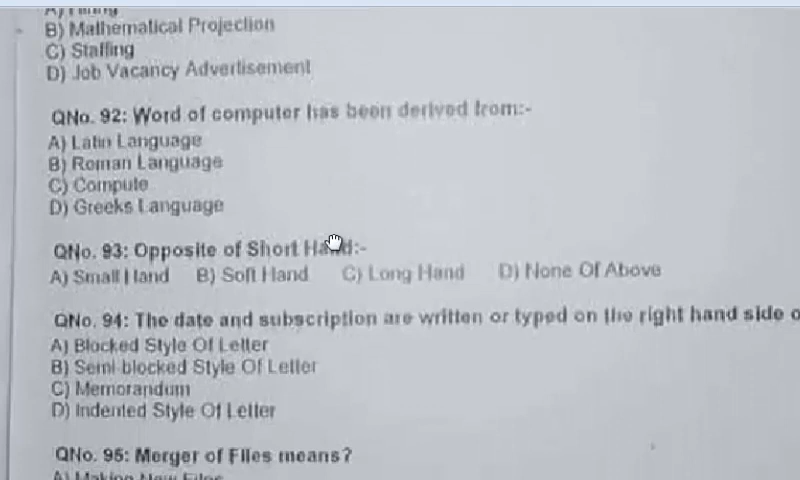 B) Mathematical Projection
C) Staffing
D) Job Vacancy Advertisement
QNo. 92: Word of computer has been derived from:-
A) Latin Language
B) Roman Language
C) Compute
D) Greeks Language
QNo. 93: Opposite of Short Hand:-
A) Small Hand B) Soft Hand C) Long Hand D) None Of Above
QNo. 94: The date and subscription are written or typed on the right hand side
A) Blocked Style Of Letter
B) Semi-blocked Style Of Letter
C) Memorandum
D) Indented Style Of Letter
QNo. 95: Merger of Files means?
A) Making New Files